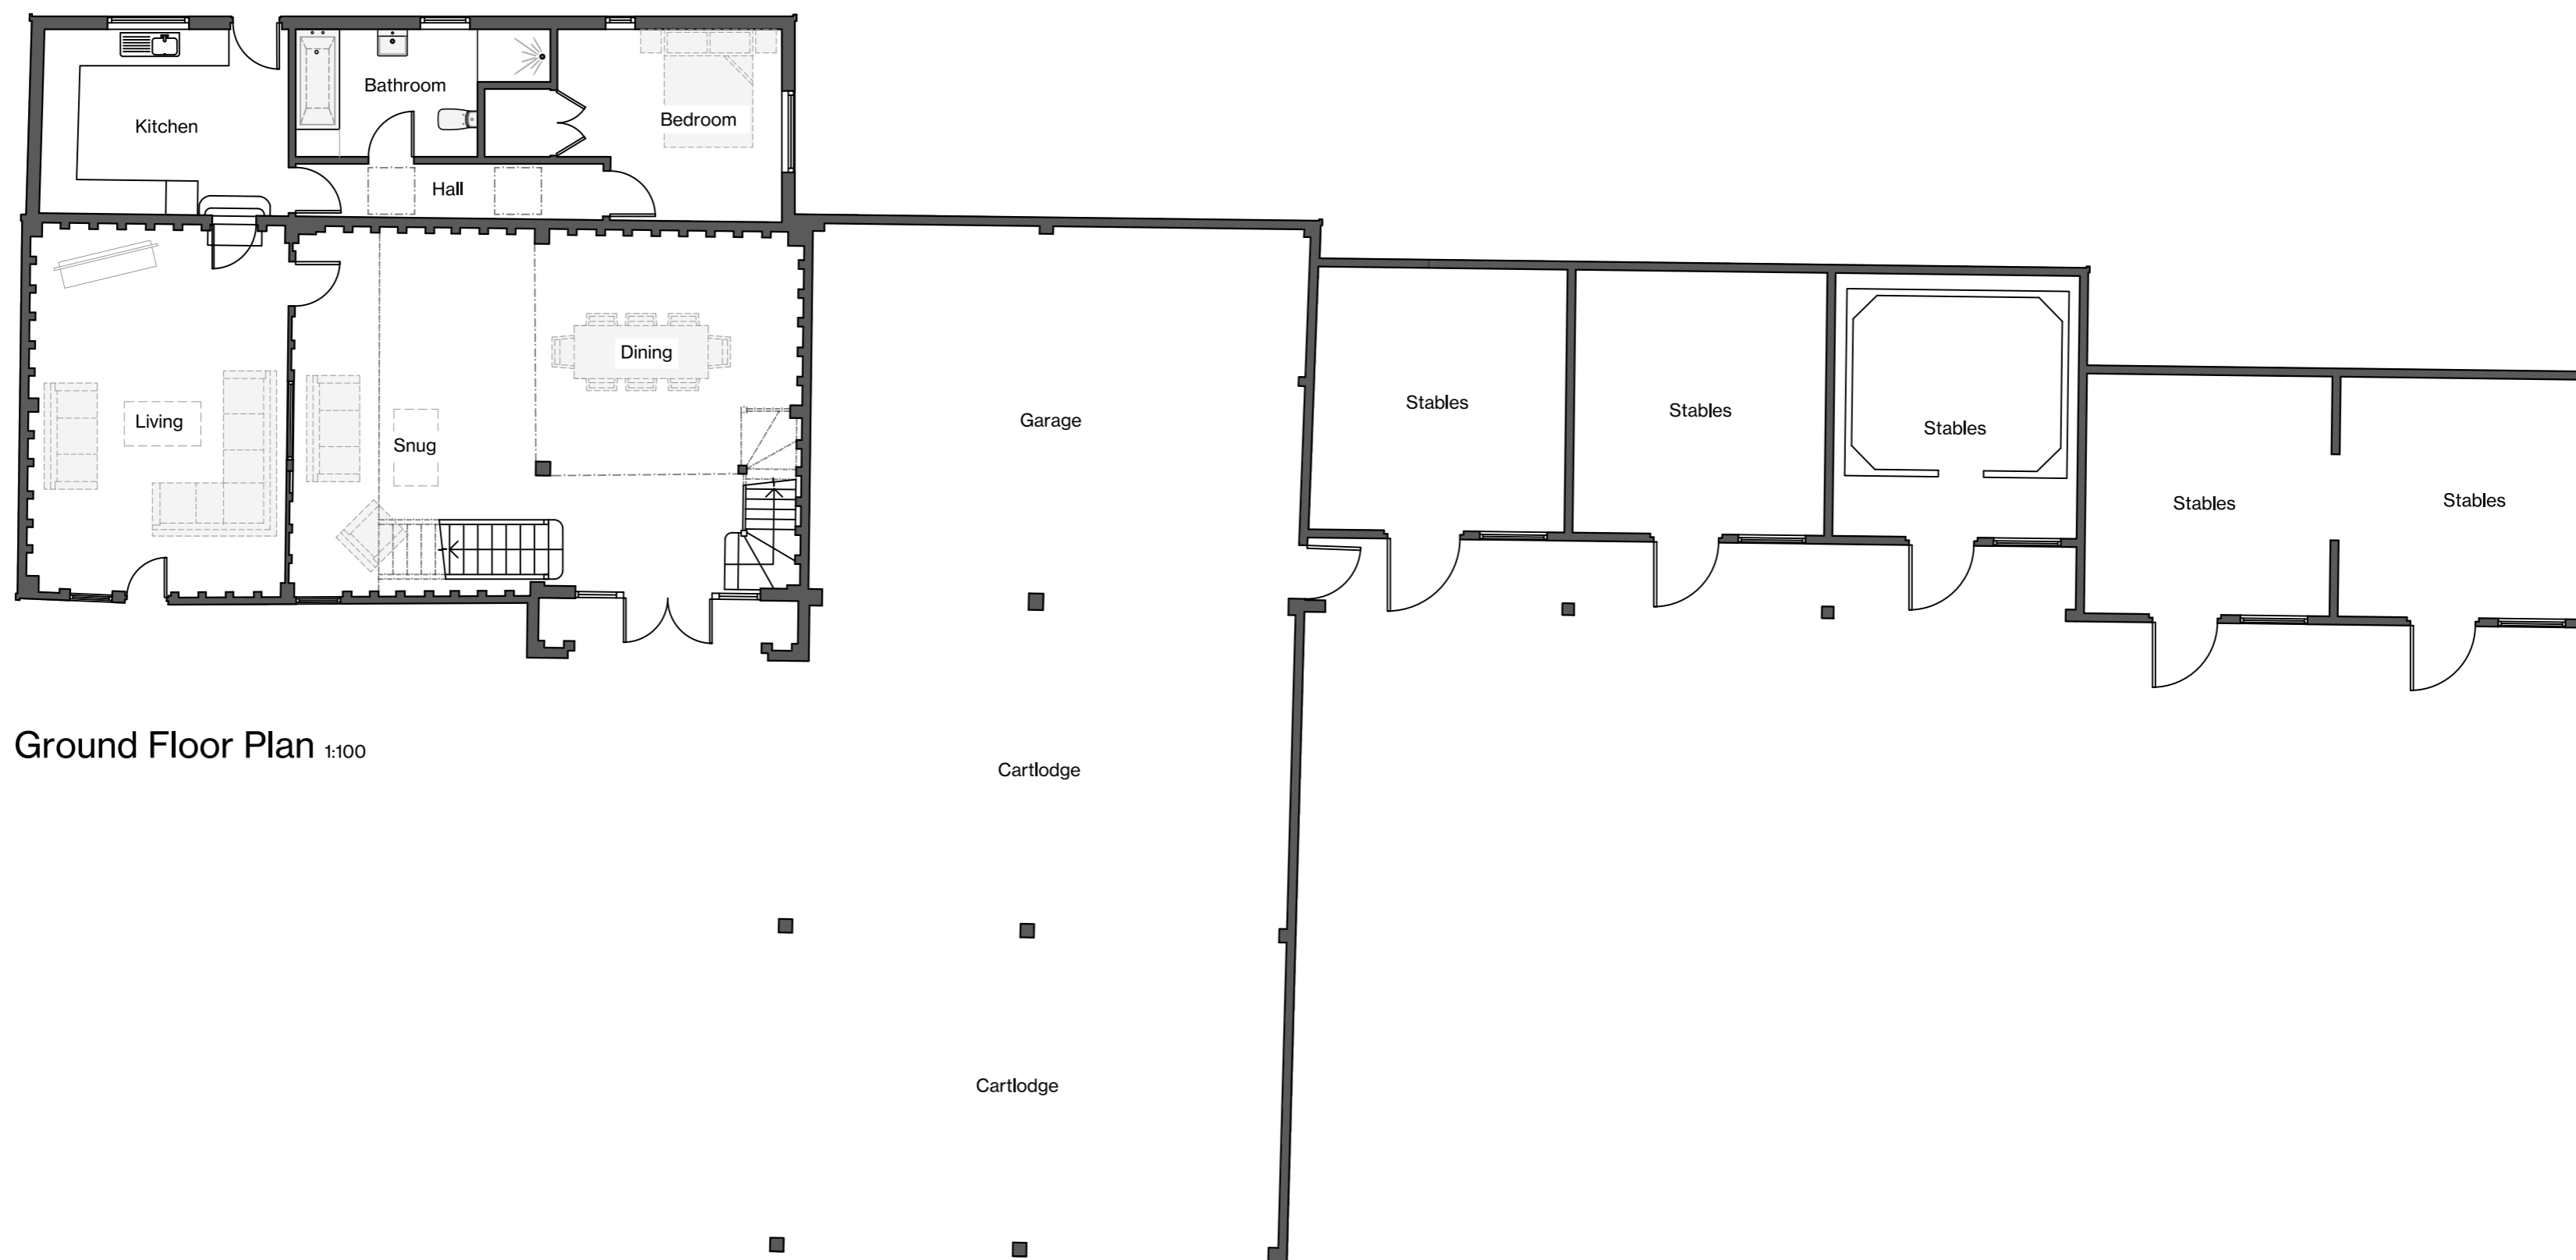 Kitchen
Bathroom
Bedroom
Hall
Living
Snug
Dining
Garage
Stables
Stables
Stables
Stables
Stables
Ground Floor Plan 1:100
Cartlodge
Cartlodge